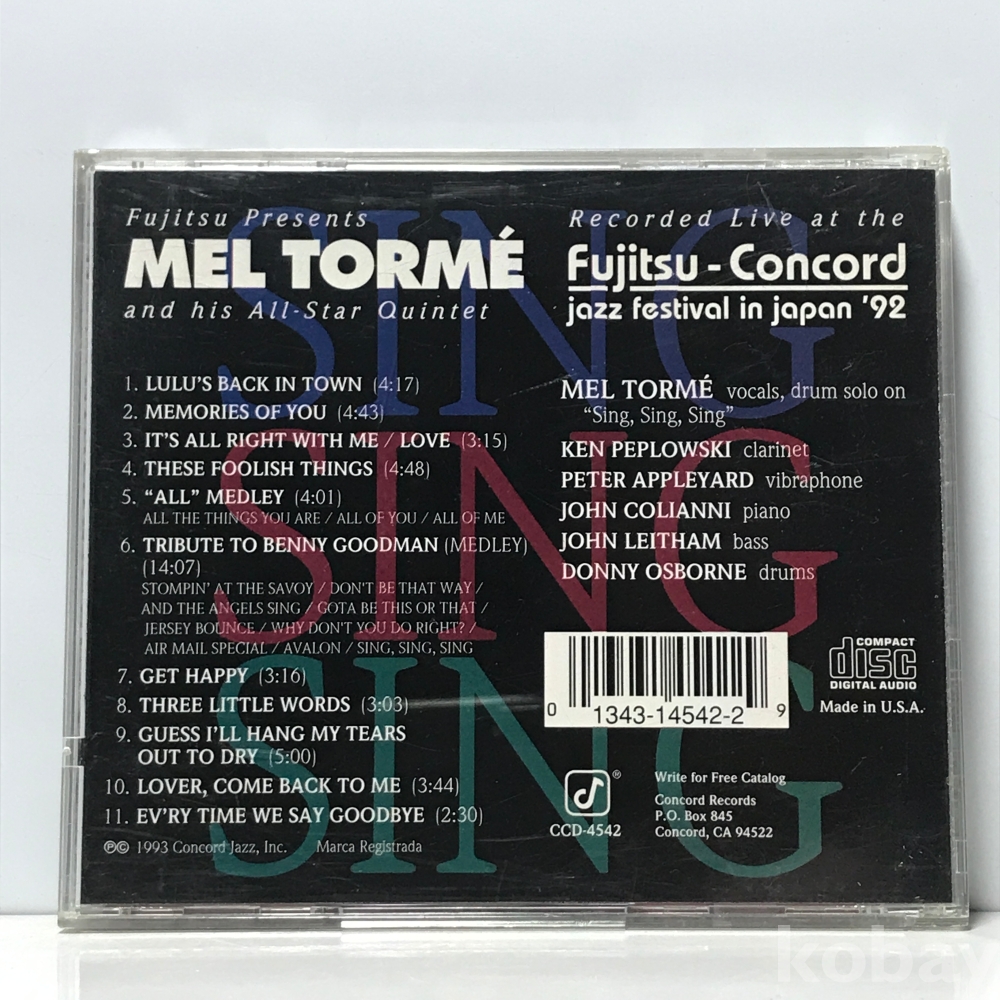 SING
SING
SING
Fujitsu Presents
MEL TORMÉ
and his All-Star Quintet
1. LULU'S BACK IN TOWN (4:17)
2. MEMORIES OF YOU (4:43)
3. IT'S ALL RIGHT WITH ME / LOVE (3:15)
4. THESE FOOLISH THINGS (4:48)
5. “ALL” MEDLEY (4:01)
ALL THE THINGS YOU ARE / ALL OF YOU / ALL OF ME
6. TRIBUTE TO BENNY GOODMAN (MEDLEY)
(14:07)
STOMPIN' AT THE SAVOY / DON'T BE THAT WAY /
AND THE ANGELS SING / GOTA BE THIS OR THAT /
JERSEY BOUNCE / WHY DON'T YOU DO RIGHT? /
AIR MAIL SPECIAL / AVALON / SING, SING, SING
7. GET HAPPY (3:16)
8. THREE LITTLE WORDS (3:03)
9. GUESS I'LL HANG MY TEARS
OUT TO DRY (5:00)
10. LOVER, COME BACK TO ME (3:44)
11. EV'RY TIME WE SAY GOODBYE (2:30)
℗© 1993 Concord Jazz, Inc. Marca Registrada
Recorded Live at the
Fujitsu - Concord
jazz festival in japan '92
MEL TORMÉ vocals, drum solo on
“Sing, Sing, Sing”
KEN PEPLOWSKI clarinet
PETER APPLEYARD vibraphone
JOHN COLIANNI piano
JOHN LEITHAM bass
DONNY OSBORNE drums
0 1343-14542-2 9
COMPACT
disc
DIGITAL AUDIO
Made in U.S.A.
®
CCD-4542
Write for Free Catalog
Concord Records
P.O. Box 845
Concord, CA 94522
kobay